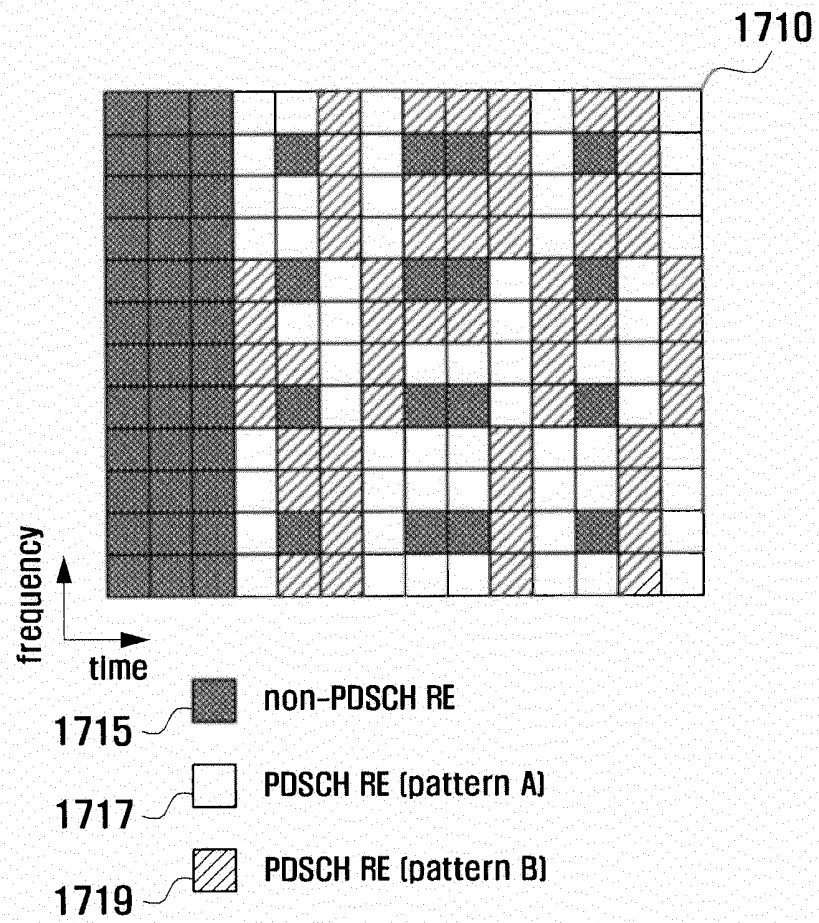 1710
frequency
time
1715
non-PDSCH RE
1717
PDSCH RE (pattern A)
1719
PDSCH RE (pattern B)